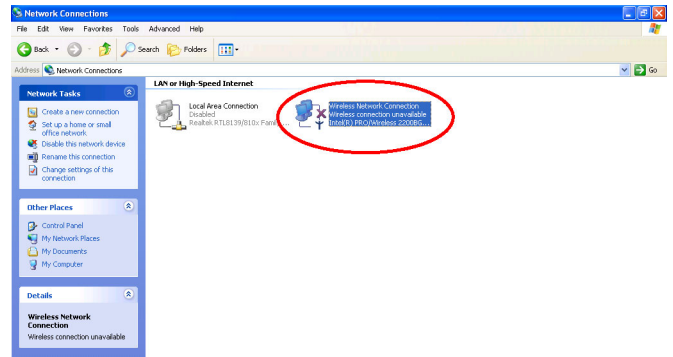 Network Connections
File Edit View Favorites Tools Advanced Help
Back Search Folders
Address Network Connections Go
LAN or High-Speed Internet
Network Tasks
Create a new connection
Set up a home or small
office network
Disable this network device
Rename this connection
Change settings of this
connection
Other Places
Control Panel
My Network Places
My Documents
My Computer
Details
Wireless Network
Connection
Wireless connection unavailable
Local Area Connection
Disabled
Realtek RTL8139/810x Family ...
Wireless Network Connection
Wireless connection unavailable
Intel(R) PRO/Wireless 2200BG...